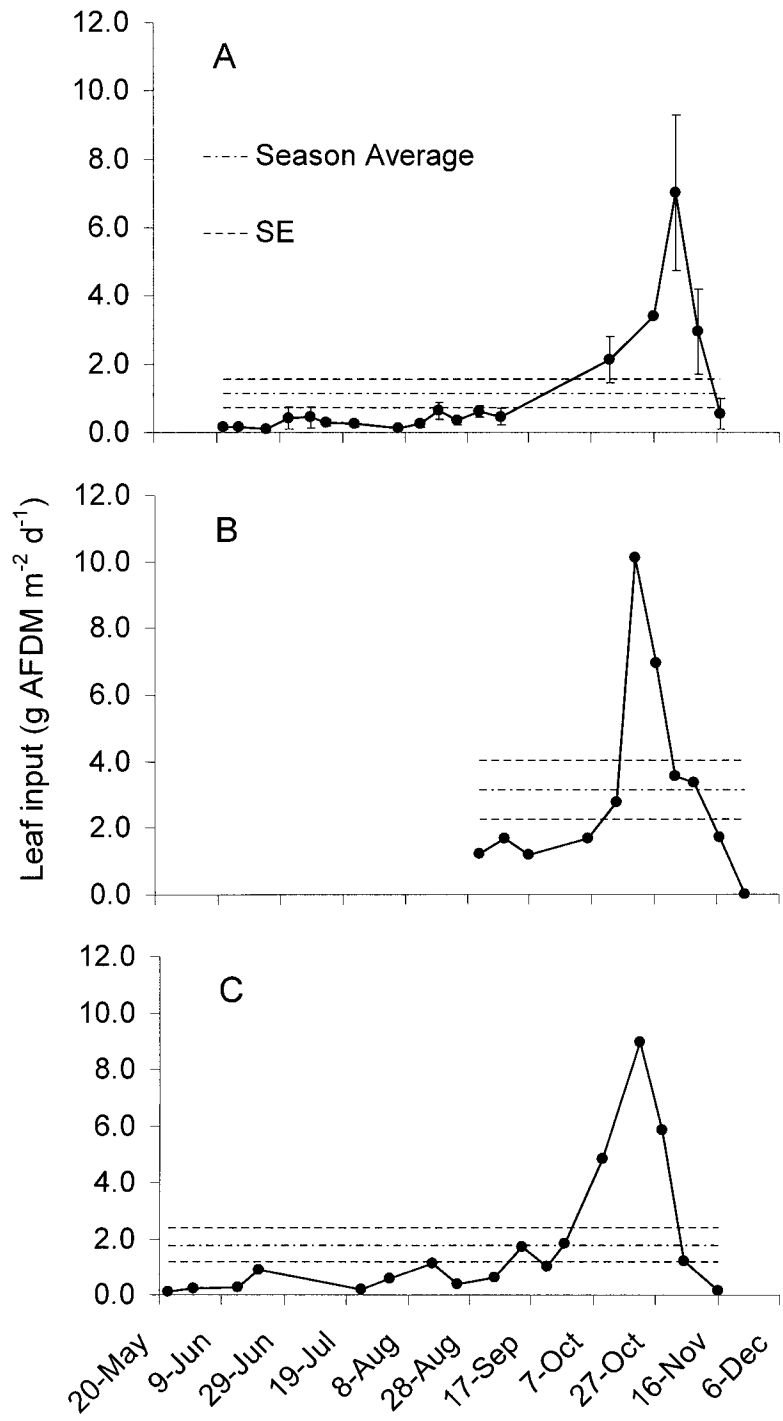 Leaf input (g AFDM m⁻² d⁻¹)
A
12.0
10.0
8.0
6.0
4.0
2.0
0.0
Season Average
SE
B
12.0
10.0
8.0
6.0
4.0
2.0
0.0
C
12.0
10.0
8.0
6.0
4.0
2.0
0.0
20-May
9-Jun
29-Jun
19-Jul
8-Aug
28-Aug
17-Sep
7-Oct
27-Oct
16-Nov
6-Dec